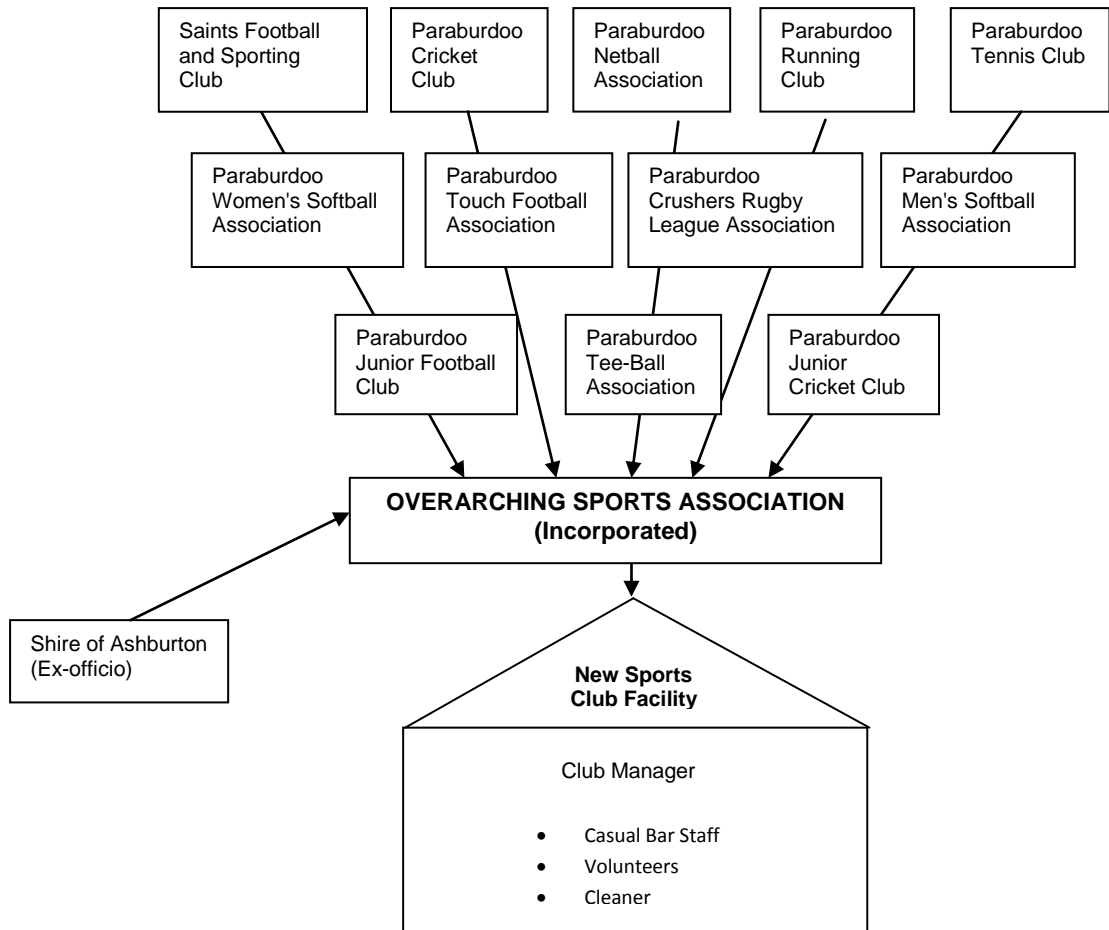 Saints Football
and Sporting
Club
Paraburdoo
Cricket
Club
Paraburdoo
Netball
Association
Paraburdoo
Running
Club
Paraburdoo
Tennis Club
Paraburdoo
Women's Softball
Association
Paraburdoo
Touch Football
Association
Paraburdoo
Crushers Rugby
League Association
Paraburdoo
Men's Softball
Association
Paraburdoo
Junior Football
Club
Paraburdoo
Tee-Ball
Association
Paraburdoo
Junior
Cricket Club
OVERARCHING SPORTS ASSOCIATION
(Incorporated)
Shire of Ashburton
(Ex-officio)
New Sports
Club Facility
Club Manager
• Casual Bar Staff
• Volunteers
• Cleaner